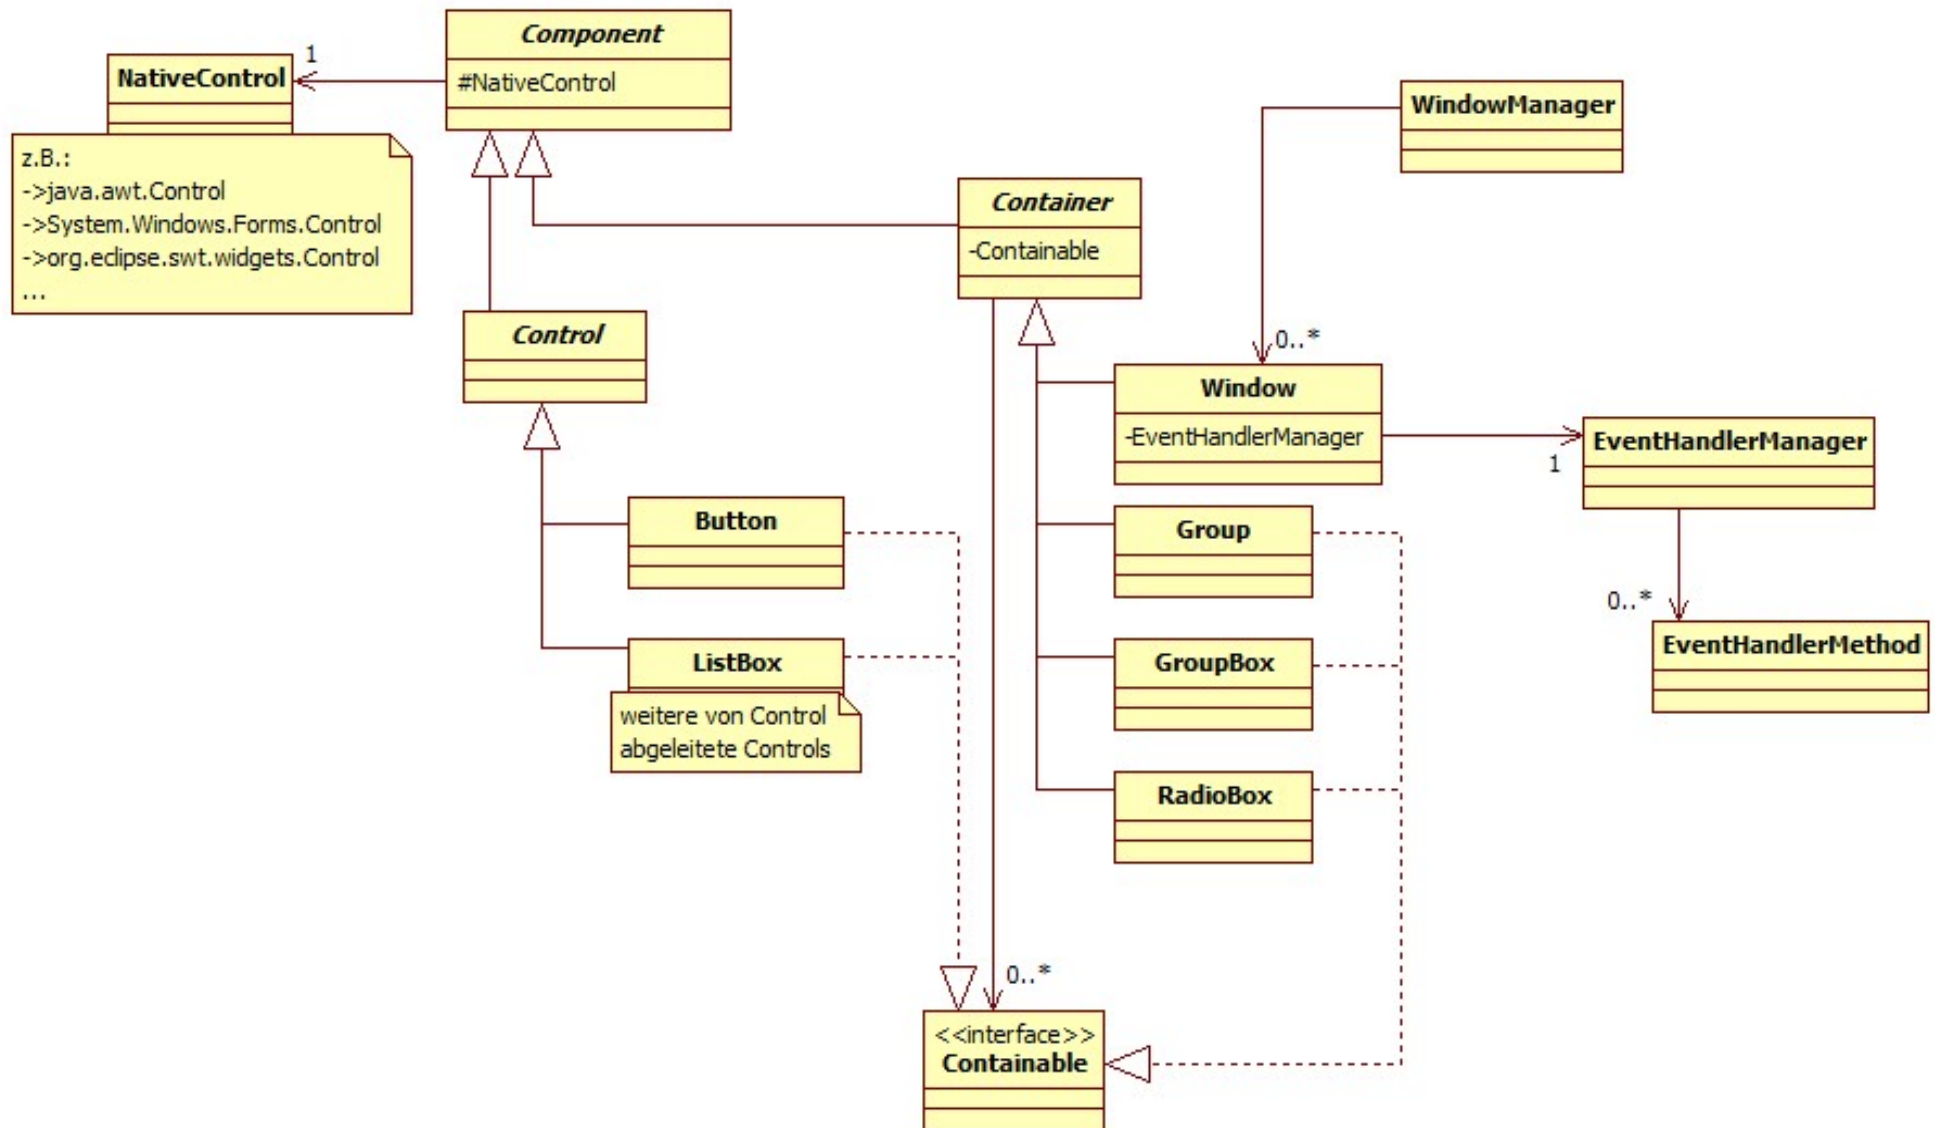 Component
#NativeControl
1
NativeControl
z.B.:
->java.awt.Control
->System.Windows.Forms.Control
->org.eclipse.swt.widgets.Control
...
WindowManager
Container
-Containable
Control
0..*
Window
-EventHandlerManager
1
EventHandlerManager
Button
Group
0..*
EventHandlerMethod
ListBox
weitere von Control
abgeleitete Controls
GroupBox
RadioBox
0..*
<<interface>>
Containable